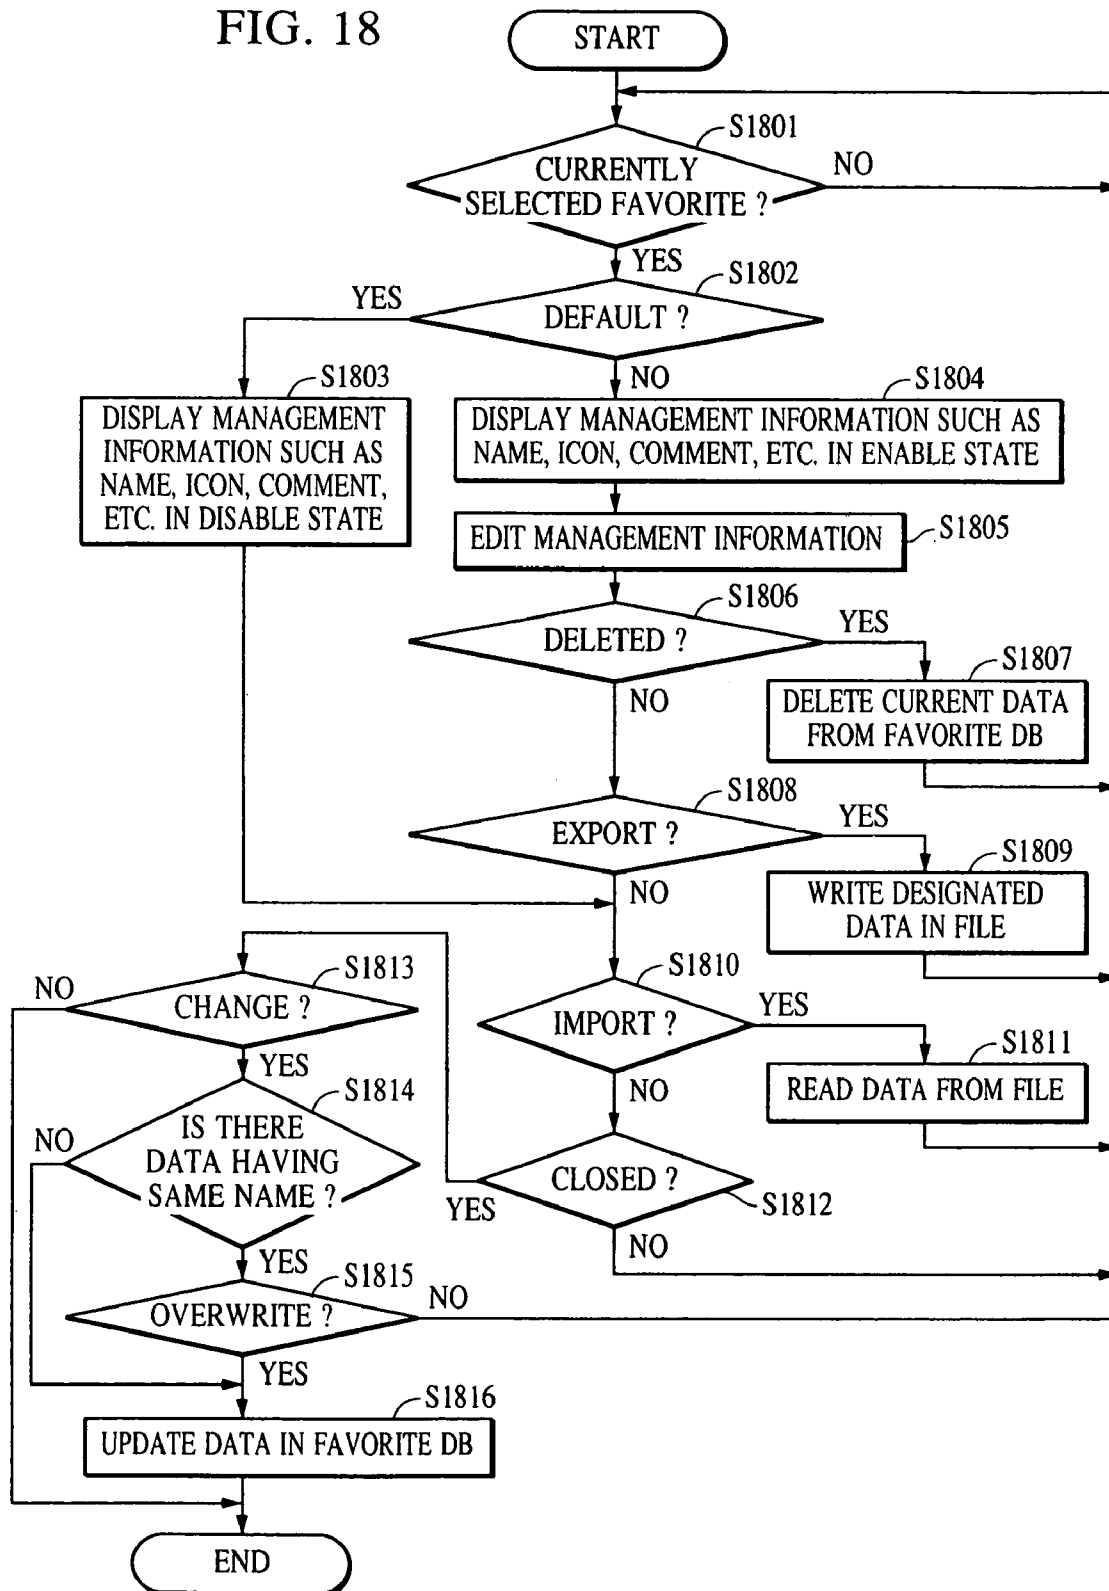 FIG. 18
START
S1801
CURRENTLY
SELECTED FAVORITE ?
NO
YES
S1802
YES
DEFAULT ?
NO
S1803
DISPLAY MANAGEMENT
INFORMATION SUCH AS
NAME, ICON, COMMENT,
ETC. IN DISABLE STATE
S1804
DISPLAY MANAGEMENT INFORMATION SUCH AS
NAME, ICON, COMMENT, ETC. IN ENABLE STATE
EDIT MANAGEMENT INFORMATION
S1805
S1806
DELETED ?
YES
NO
S1807
DELETE CURRENT DATA
FROM FAVORITE DB
S1808
EXPORT ?
YES
NO
S1809
WRITE DESIGNATED
DATA IN FILE
S1810
IMPORT ?
YES
NO
S1811
READ DATA FROM FILE
CLOSED ?
S1812
YES
NO
S1813
NO
CHANGE ?
YES
S1814
NO
IS THERE
DATA HAVING
SAME NAME ?
YES
S1815
OVERWRITE ?
NO
YES
S1816
UPDATE DATA IN FAVORITE DB
END